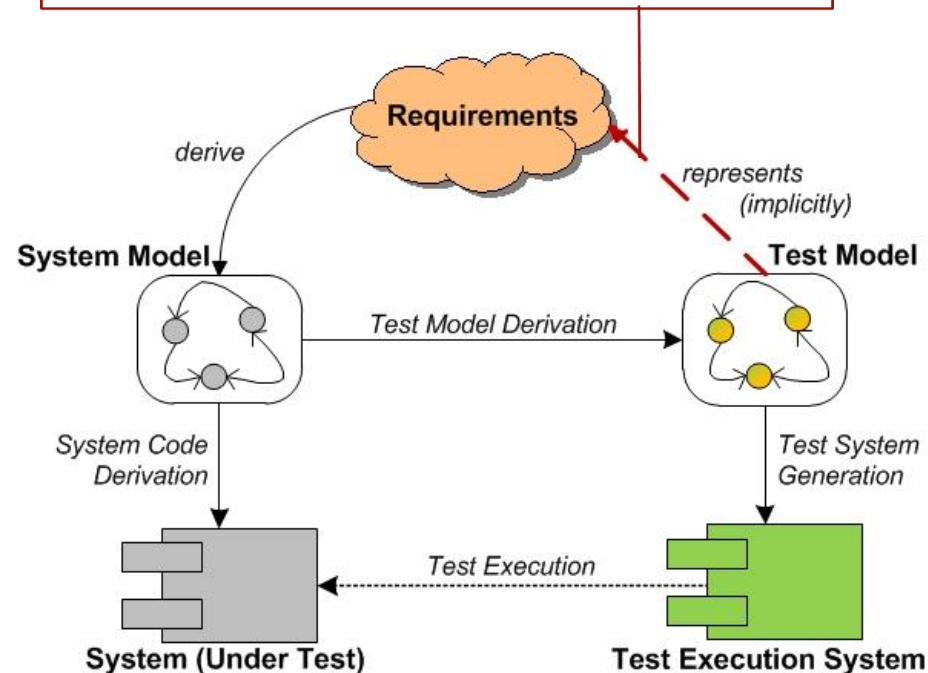 Requirements
derive
represents
(implicitly)
System Model
Test Model
Test Model Derivation
System Code
Derivation
Test System
Generation
Test Execution
System (Under Test)
Test Execution System